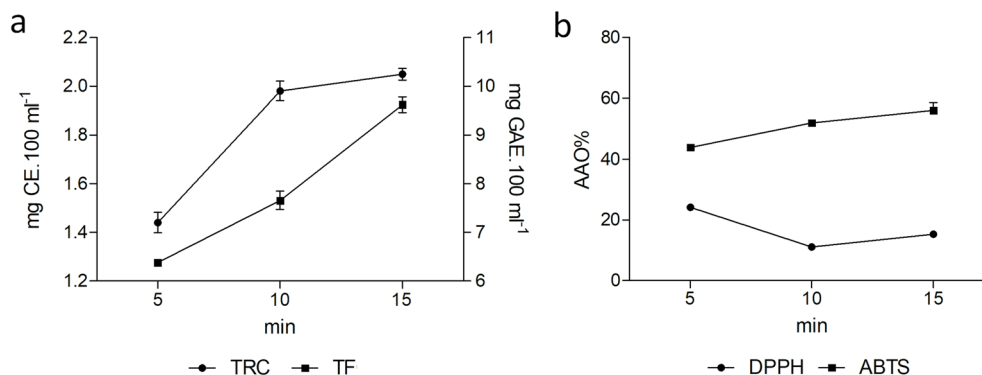 a
2.2
2.0
1.8
1.6
1.4
1.2
mg CE.100 ml⁻¹
11
10
9
8
7
6
mg GAE.100 ml⁻¹
5 10 15
min
TRC TF
b
80
60
40
20
0
AAO%
5 10 15
min
DPPH ABTS